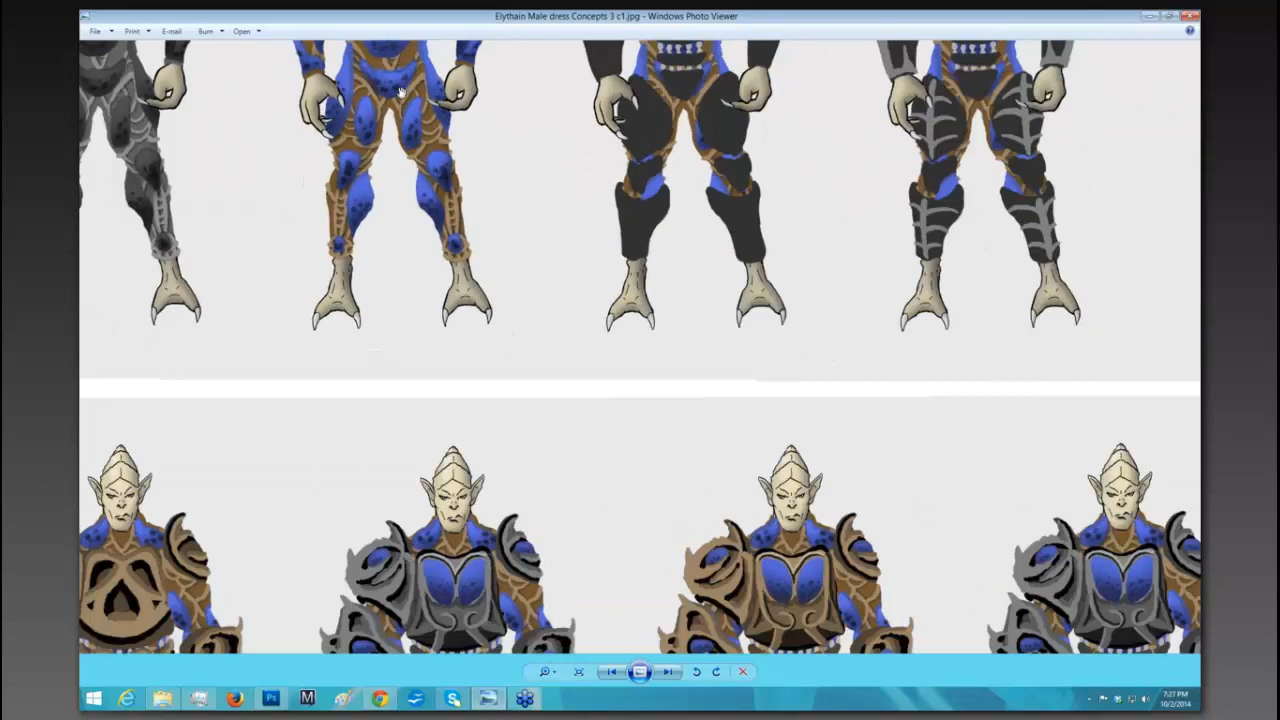 Elythain Male dress Concepts 3 c1.jpg - Windows Photo Viewer
File Print E-mail Burn Open
Ps M
7:27 PM
10/2/2014